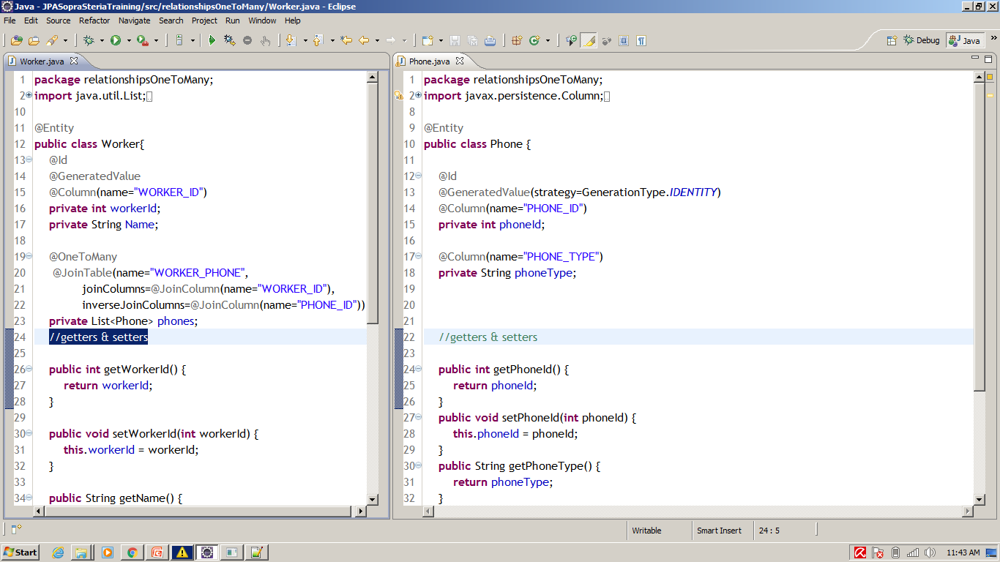 Java - JPASopraSteriaTraining/src/relationshipsOneToMany/Worker.java - Eclipse
File Edit Source Refactor Navigate Search Project Run Window Help
Debug Java »
Worker.java
1 package relationshipsOneToMany;
2 import java.util.List;
10
11 @Entity
12 public class Worker{
13 @Id
14 @GeneratedValue
15 @Column(name="WORKER_ID")
16 private int workerId;
17 private String Name;
18
19 @OneToMany
20 @JoinTable(name="WORKER_PHONE",
21 joinColumns=@JoinColumn(name="WORKER_ID"),
22 inverseJoinColumns=@JoinColumn(name="PHONE_ID"))
23 private List<Phone> phones;
24 //getters & setters
25
26 public int getWorkerId() {
27 return workerId;
28 }
29
30 public void setWorkerId(int workerId) {
31 this.workerId = workerId;
32 }
33
34 public String getName() {
Phone.java
1 package relationshipsOneToMany;
2 import javax.persistence.Column;
8
9 @Entity
10 public class Phone {
11
12 @Id
13 @GeneratedValue(strategy=GenerationType.IDENTITY)
14 @Column(name="PHONE_ID")
15 private int phoneId;
16
17 @Column(name="PHONE_TYPE")
18 private String phoneType;
19
20
21
22 //getters & setters
23
24 public int getPhoneId() {
25 return phoneId;
26 }
27 public void setPhoneId(int phoneId) {
28 this.phoneId = phoneId;
29 }
30 public String getPhoneType() {
31 return phoneType;
32 }
Writable Smart Insert 24 : 5
Start 11:43 AM